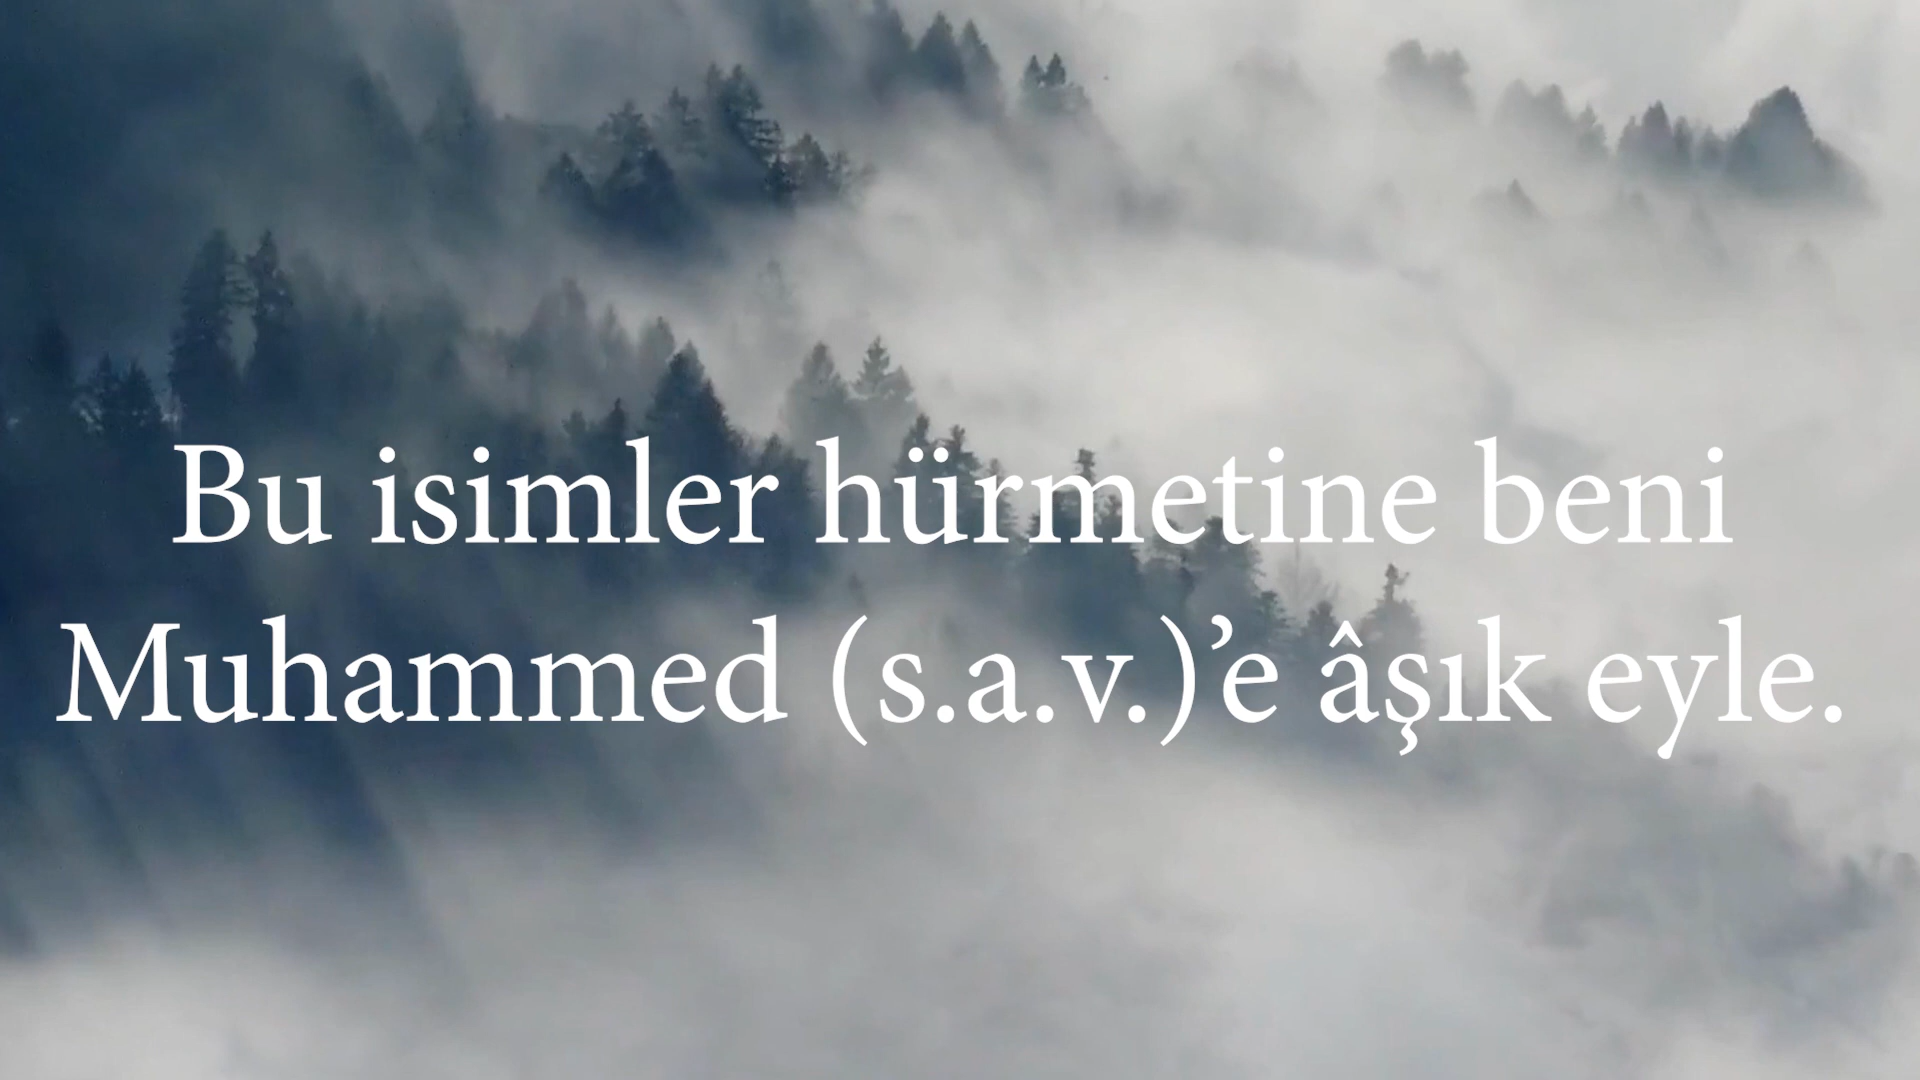 Bu isimler hürmetine beni
Muhammed (s.a.v.)’e âşık eyle.